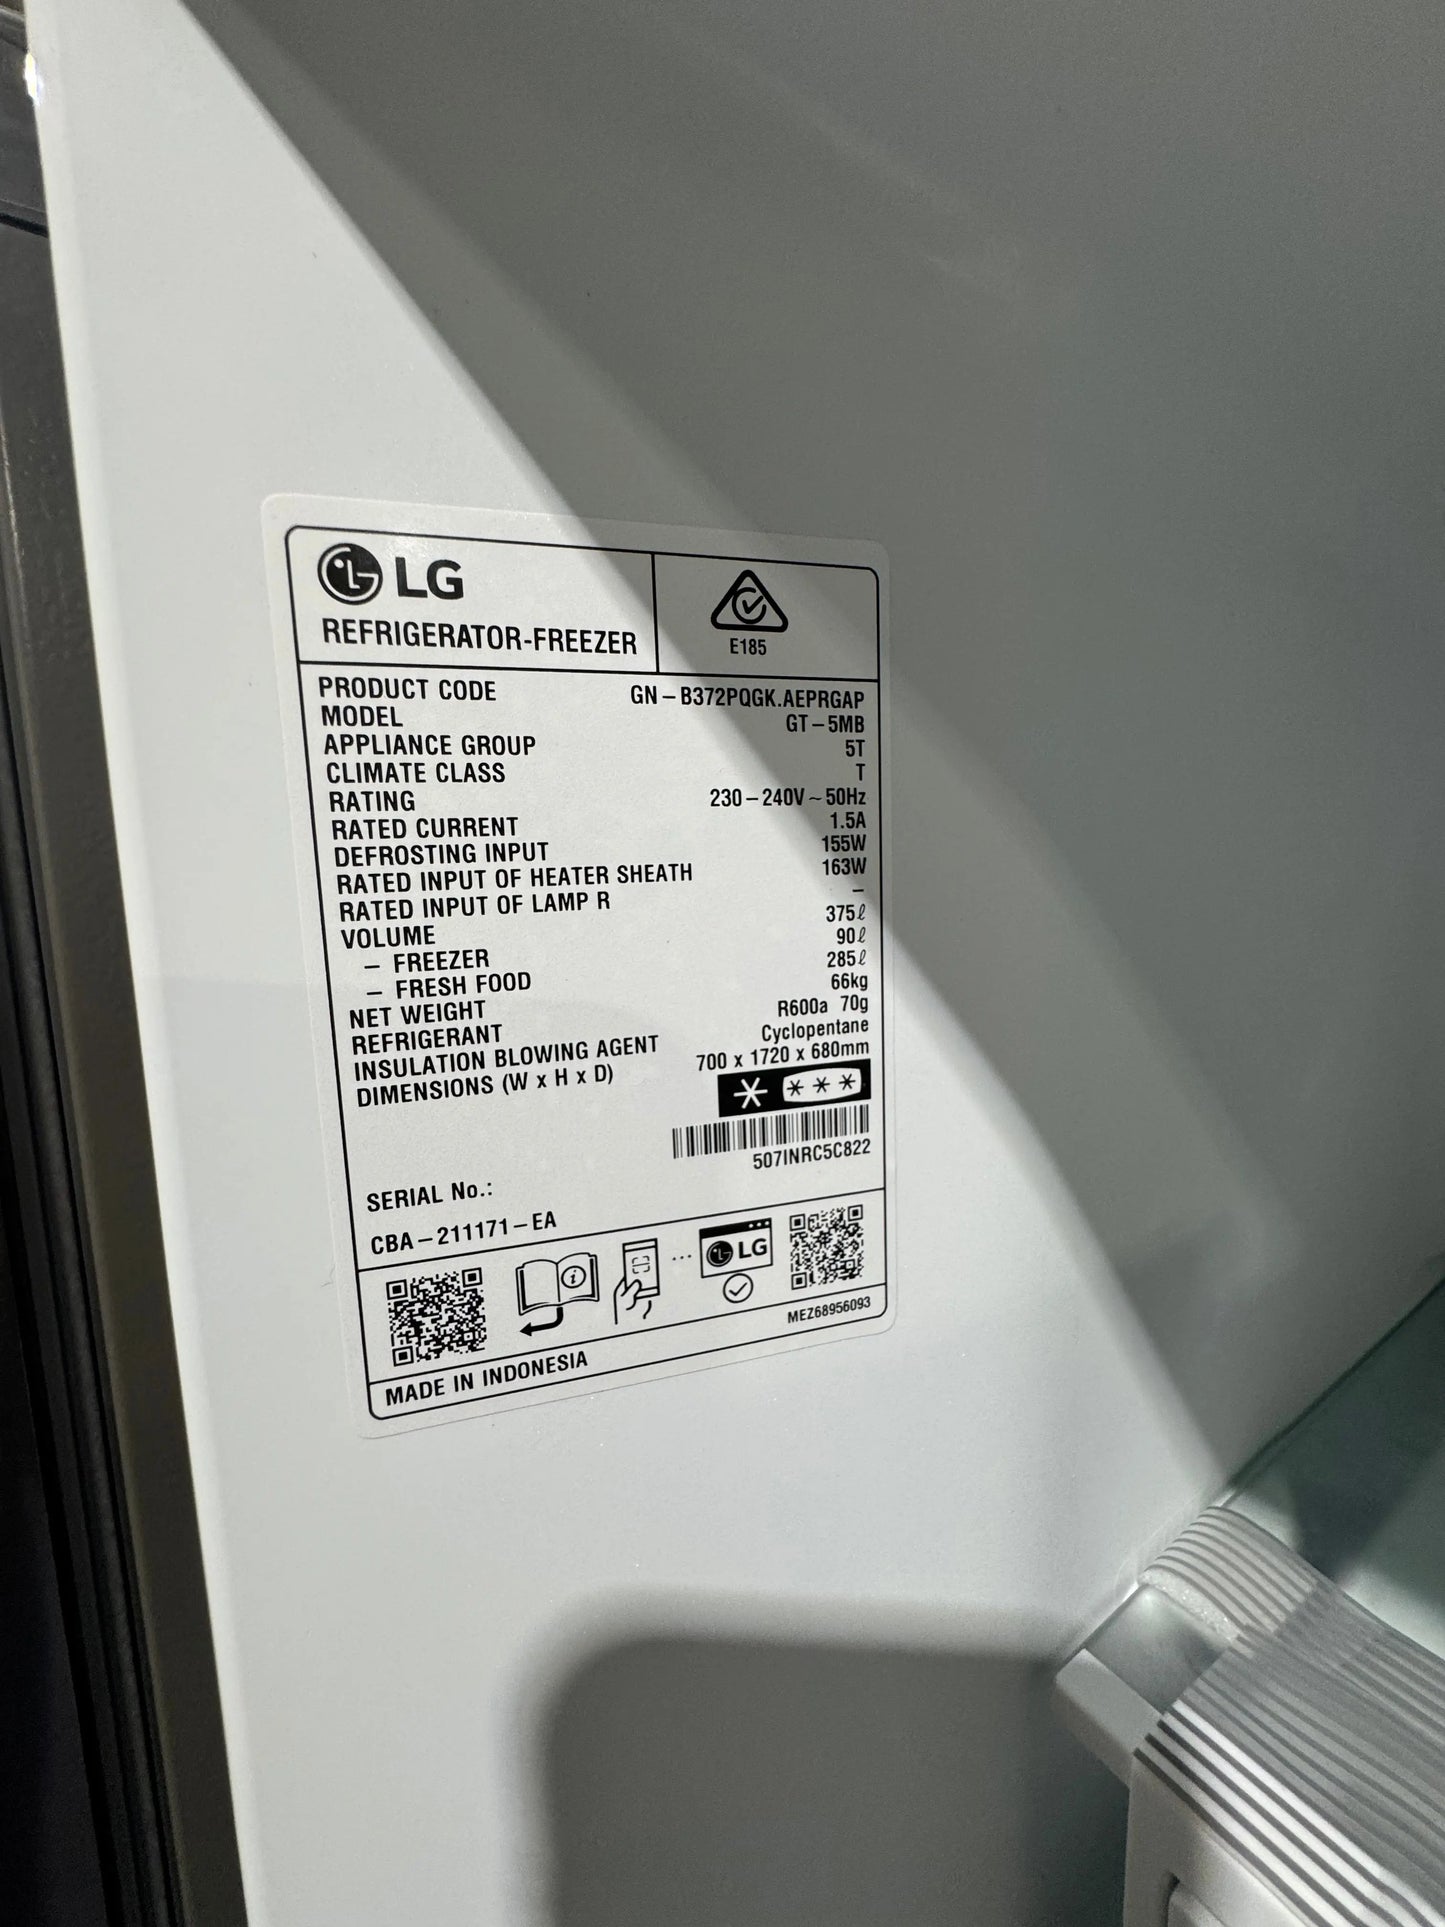 LG
REFRIGERATOR-FREEZER
E185
PRODUCT CODE GN-B372PQGK.AEPRGAP
MODEL GT-5MB
APPLIANCE GROUP 5T
CLIMATE CLASS T
RATING 230-240V~50Hz
RATED CURRENT 1.5A
DEFROSTING INPUT 155W
RATED INPUT OF HEATER SHEATH 163W
RATED INPUT OF LAMP R –
VOLUME 375ℓ
– FREEZER 90ℓ
– FRESH FOOD 285ℓ
NET WEIGHT 66kg
REFRIGERANT R600a 70g
INSULATION BLOWING AGENT Cyclopentane
DIMENSIONS (W x H x D) 700 x 1720 x 680mm
507INRC5C822
SERIAL No.:
CBA-211171-EA
i
LG
MEZ68956093
MADE IN INDONESIA